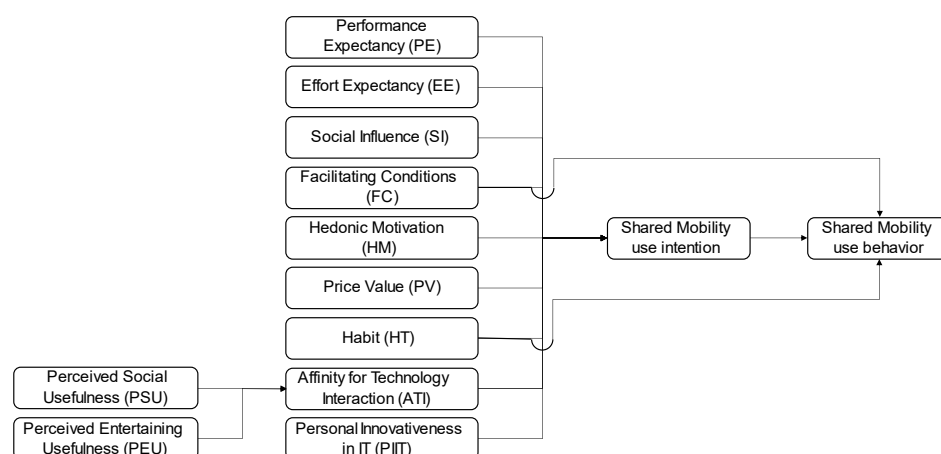 Performance
Expectancy (PE)
Effort Expectancy (EE)
Social Influence (SI)
Facilitating Conditions
(FC)
Hedonic Motivation
(HM)
Price Value (PV)
Habit (HT)
Affinity for Technology
Interaction (ATI)
Personal Innovativeness
in IT (PIIT)
Perceived Social
Usefulness (PSU)
Perceived Entertaining
Usefulness (PEU)
Shared Mobility
use intention
Shared Mobility
use behavior